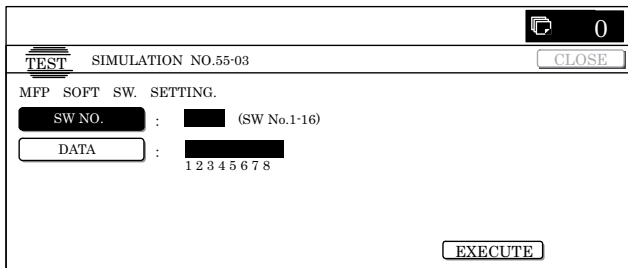 0
TEST SIMULATION NO.55-03 CLOSE
MFP SOFT SW. SETTING.
SW NO. : (SW No.1-16)
DATA :
1 2 3 4 5 6 7 8
EXECUTE